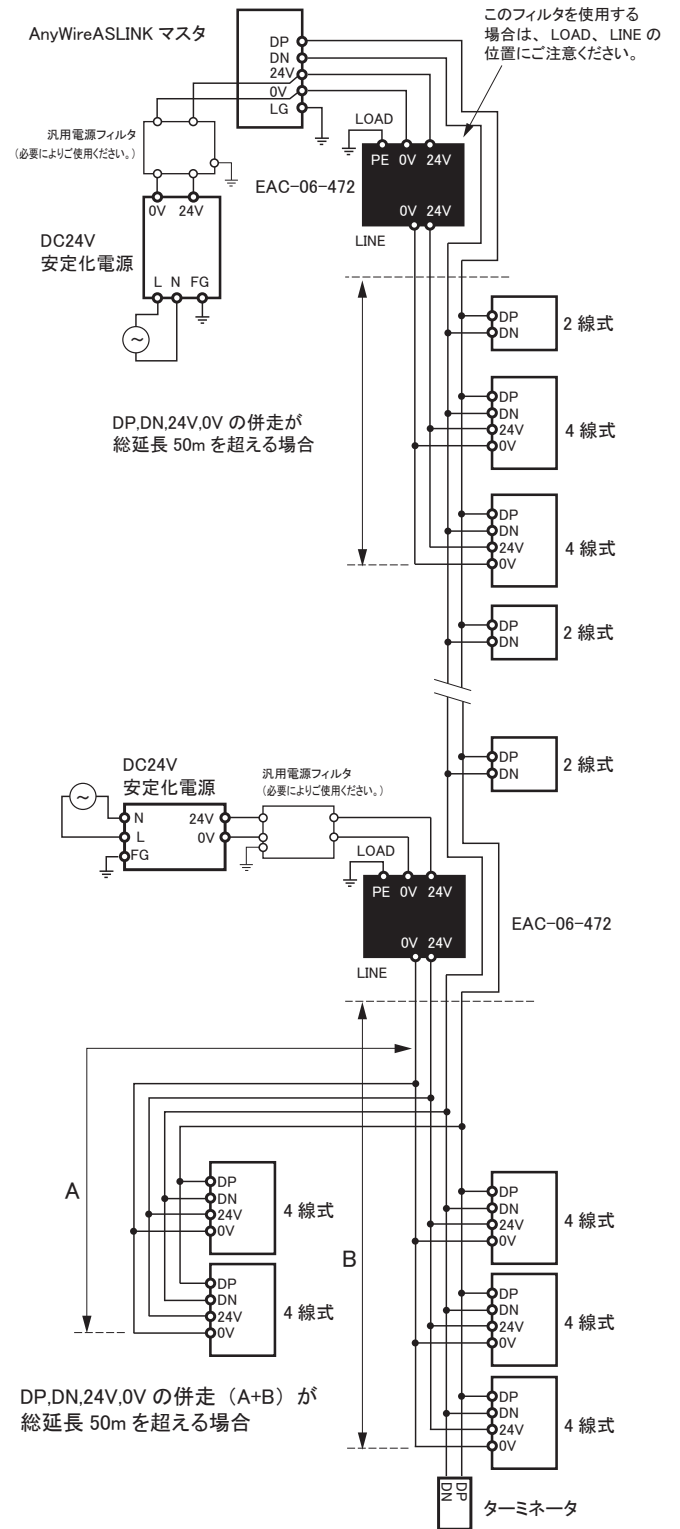 AnyWireASLINK マスタ
DP
DN
24V
0V
LG
このフィルタを使用する
場合は、LOAD、LINE の
位置にご注意ください。
汎用電源フィルタ
(必要によりご使用ください。)
LOAD
PE 0V 24V
EAC-06-472
0V 24V
LINE
0V 24V
DC24V
安定化電源
L N FG
~
DP
DN
2 線式
DP
DN
24V
0V
4 線式
DP,DN,24V,0V の併走が
総延長 50m を超える場合
DP
DN
24V
0V
4 線式
DP
DN
2 線式
DP
DN
2 線式
DC24V
安定化電源
~
N
L
FG
24V
0V
汎用電源フィルタ
(必要によりご使用ください。)
LOAD
PE 0V 24V
0V 24V
LINE
EAC-06-472
A
B
DP
DN
24V
0V
4 線式
DP
DN
24V
0V
4 線式
DP
DN
24V
0V
4 線式
DP
DN
24V
0V
4 線式
DP
DN
24V
0V
4 線式
DP,DN,24V,0V の併走(A+B)が
総延長 50m を超える場合
DP
DN
ターミネータ